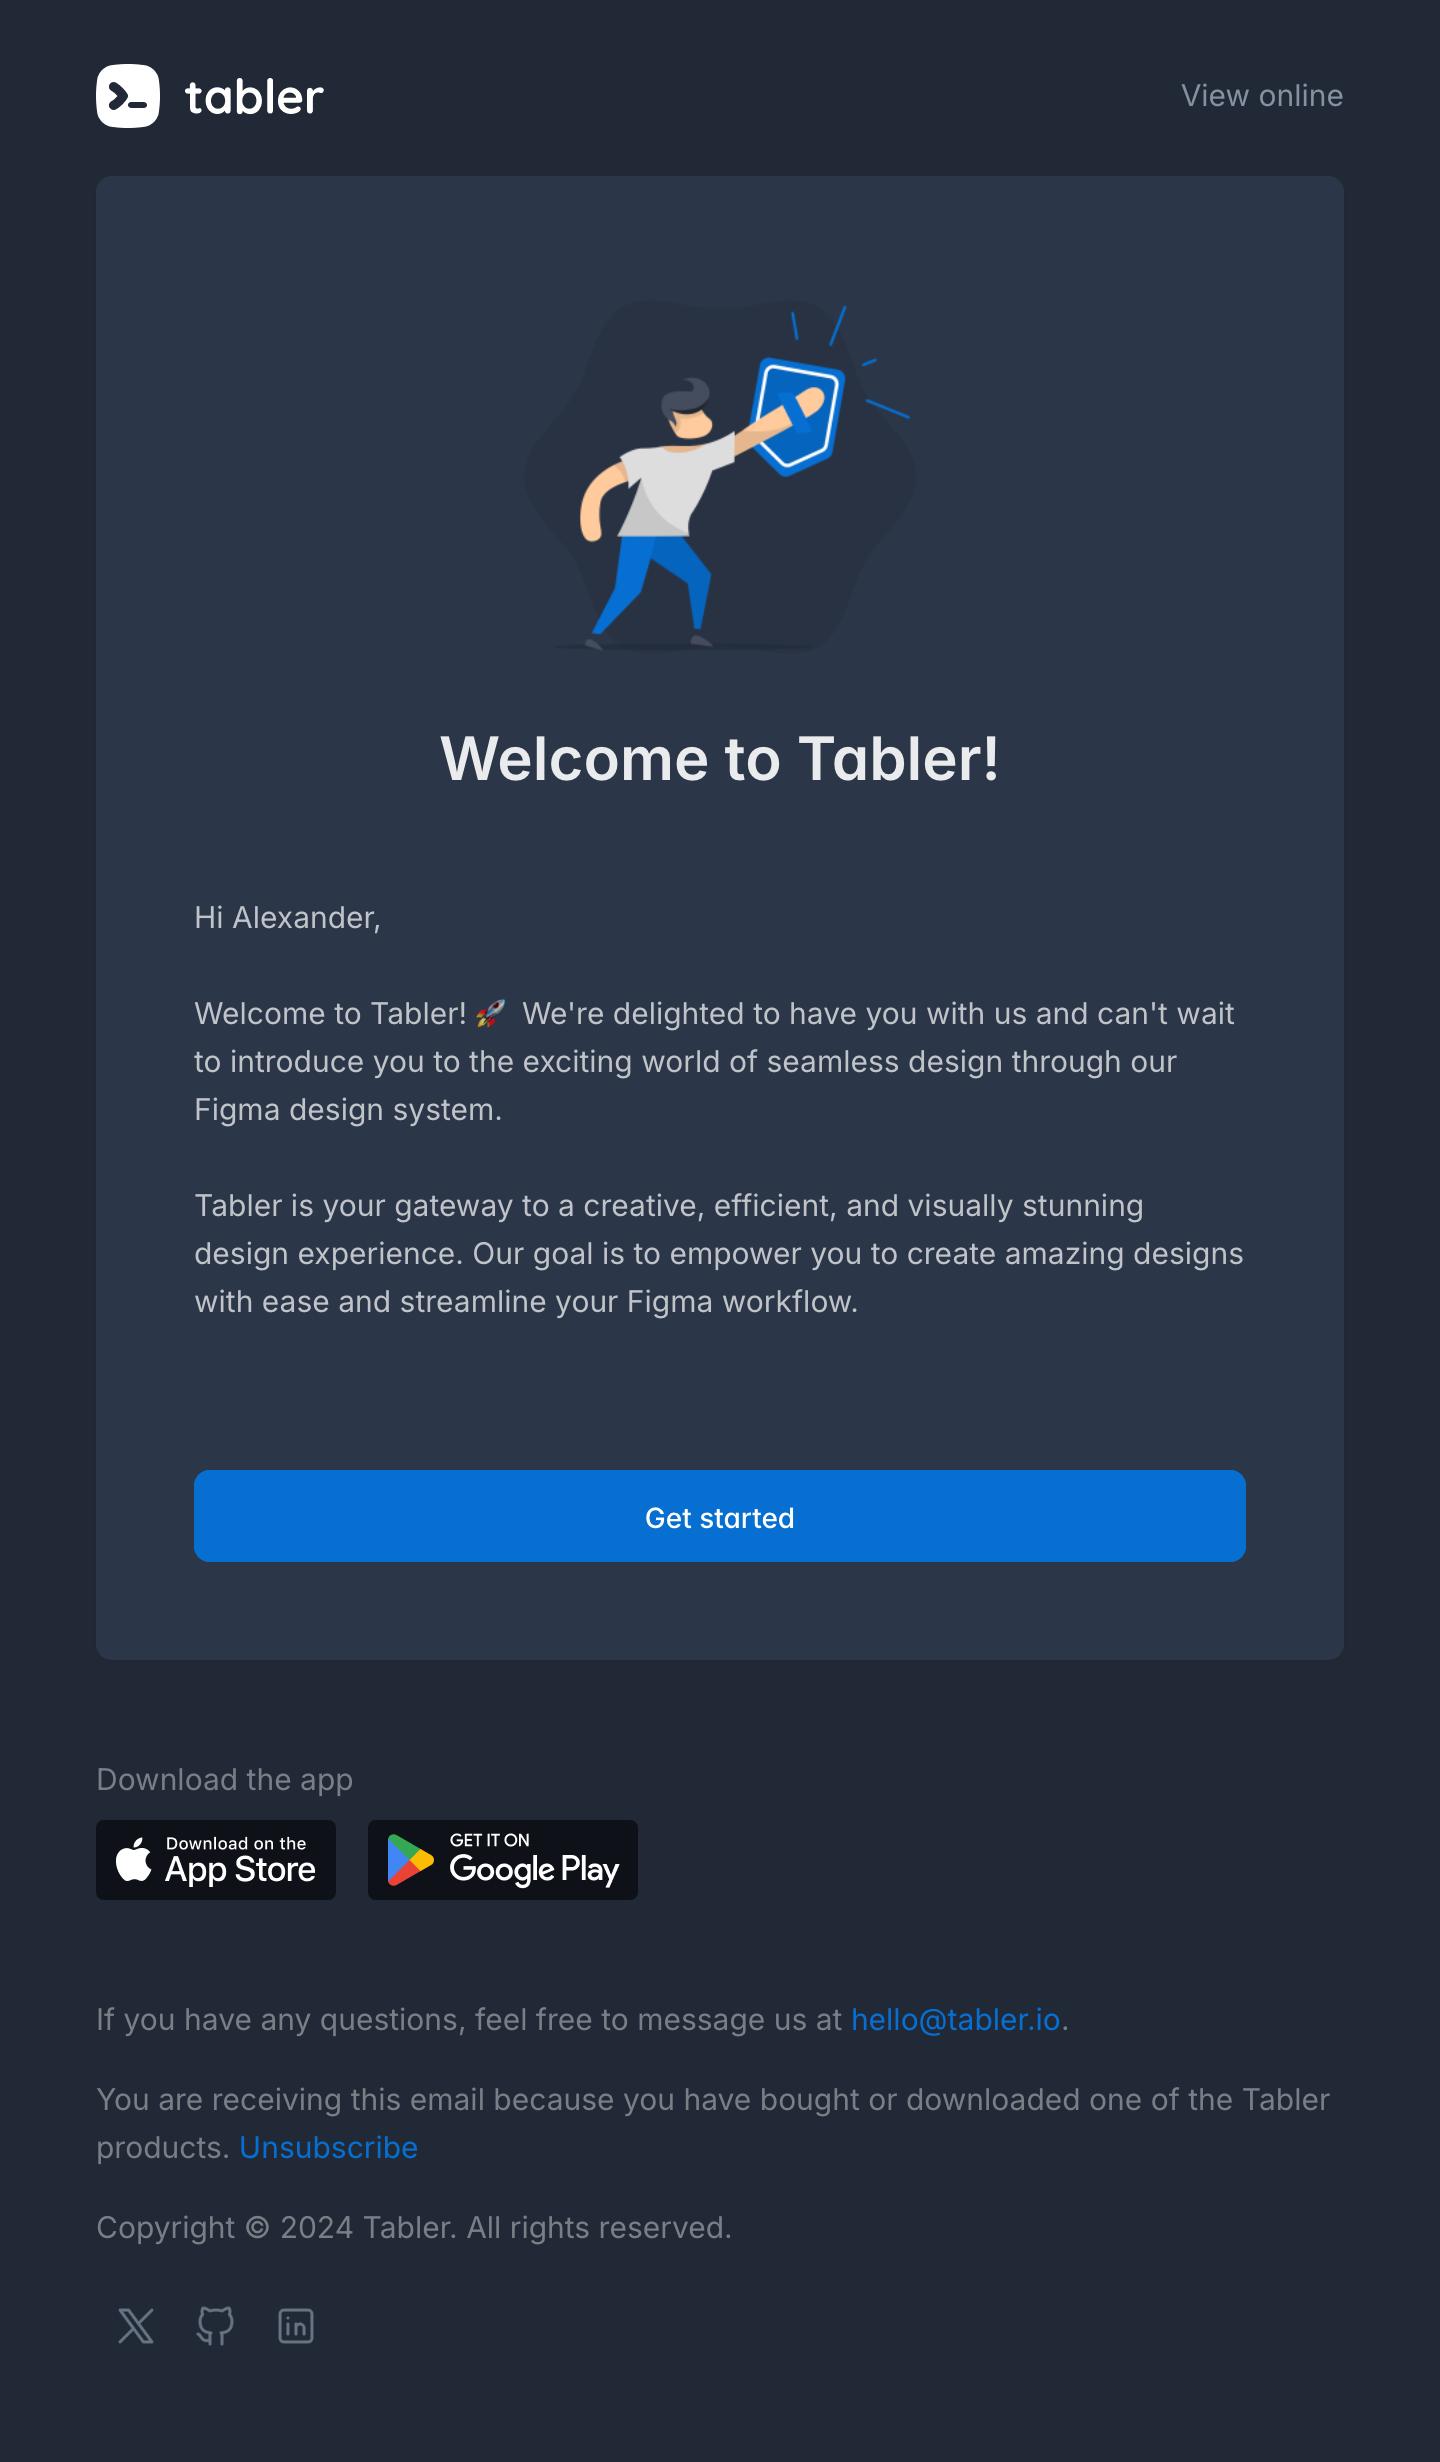 tabler
View online
Welcome to Tabler!
Hi Alexander,
Welcome to Tabler! 🚀 We're delighted to have you with us and can't wait
to introduce you to the exciting world of seamless design through our
Figma design system.
Tabler is your gateway to a creative, efficient, and visually stunning
design experience. Our goal is to empower you to create amazing designs
with ease and streamline your Figma workflow.
Get started
Download the app
Download on the
App Store
GET IT ON
Google Play
If you have any questions, feel free to message us at hello@tabler.io.
You are receiving this email because you have bought or downloaded one of the Tabler
products. Unsubscribe
Copyright © 2024 Tabler. All rights reserved.